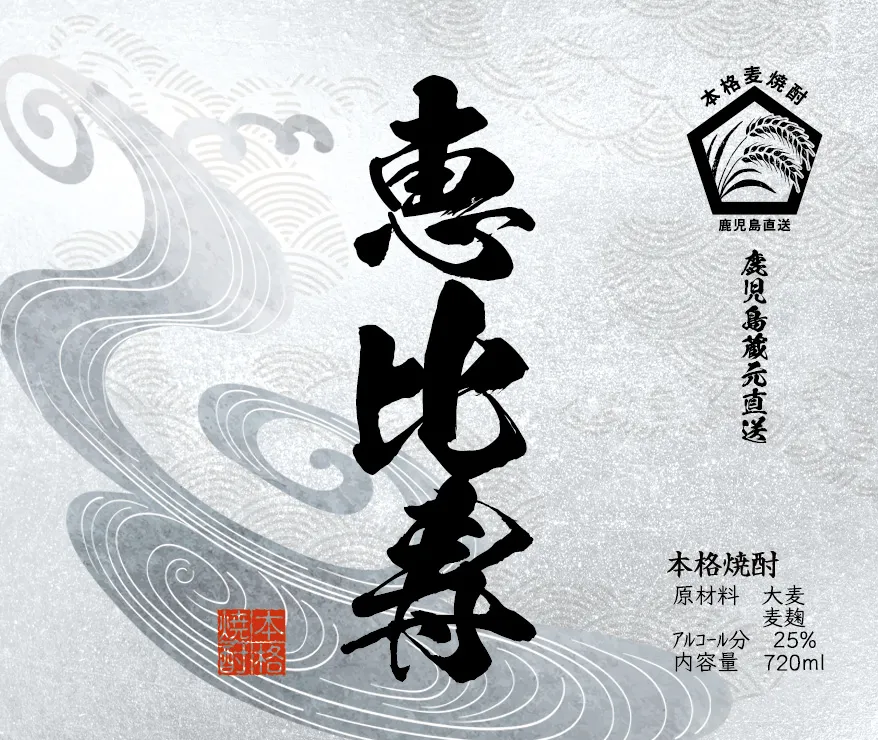 恵比寿
本格麦焼酎
鹿児島直送
鹿児島蔵元直送
本格焼酎
原材料 大麦
麦麹
アルコール分 25%
内容量 720ml
本格
焼酎